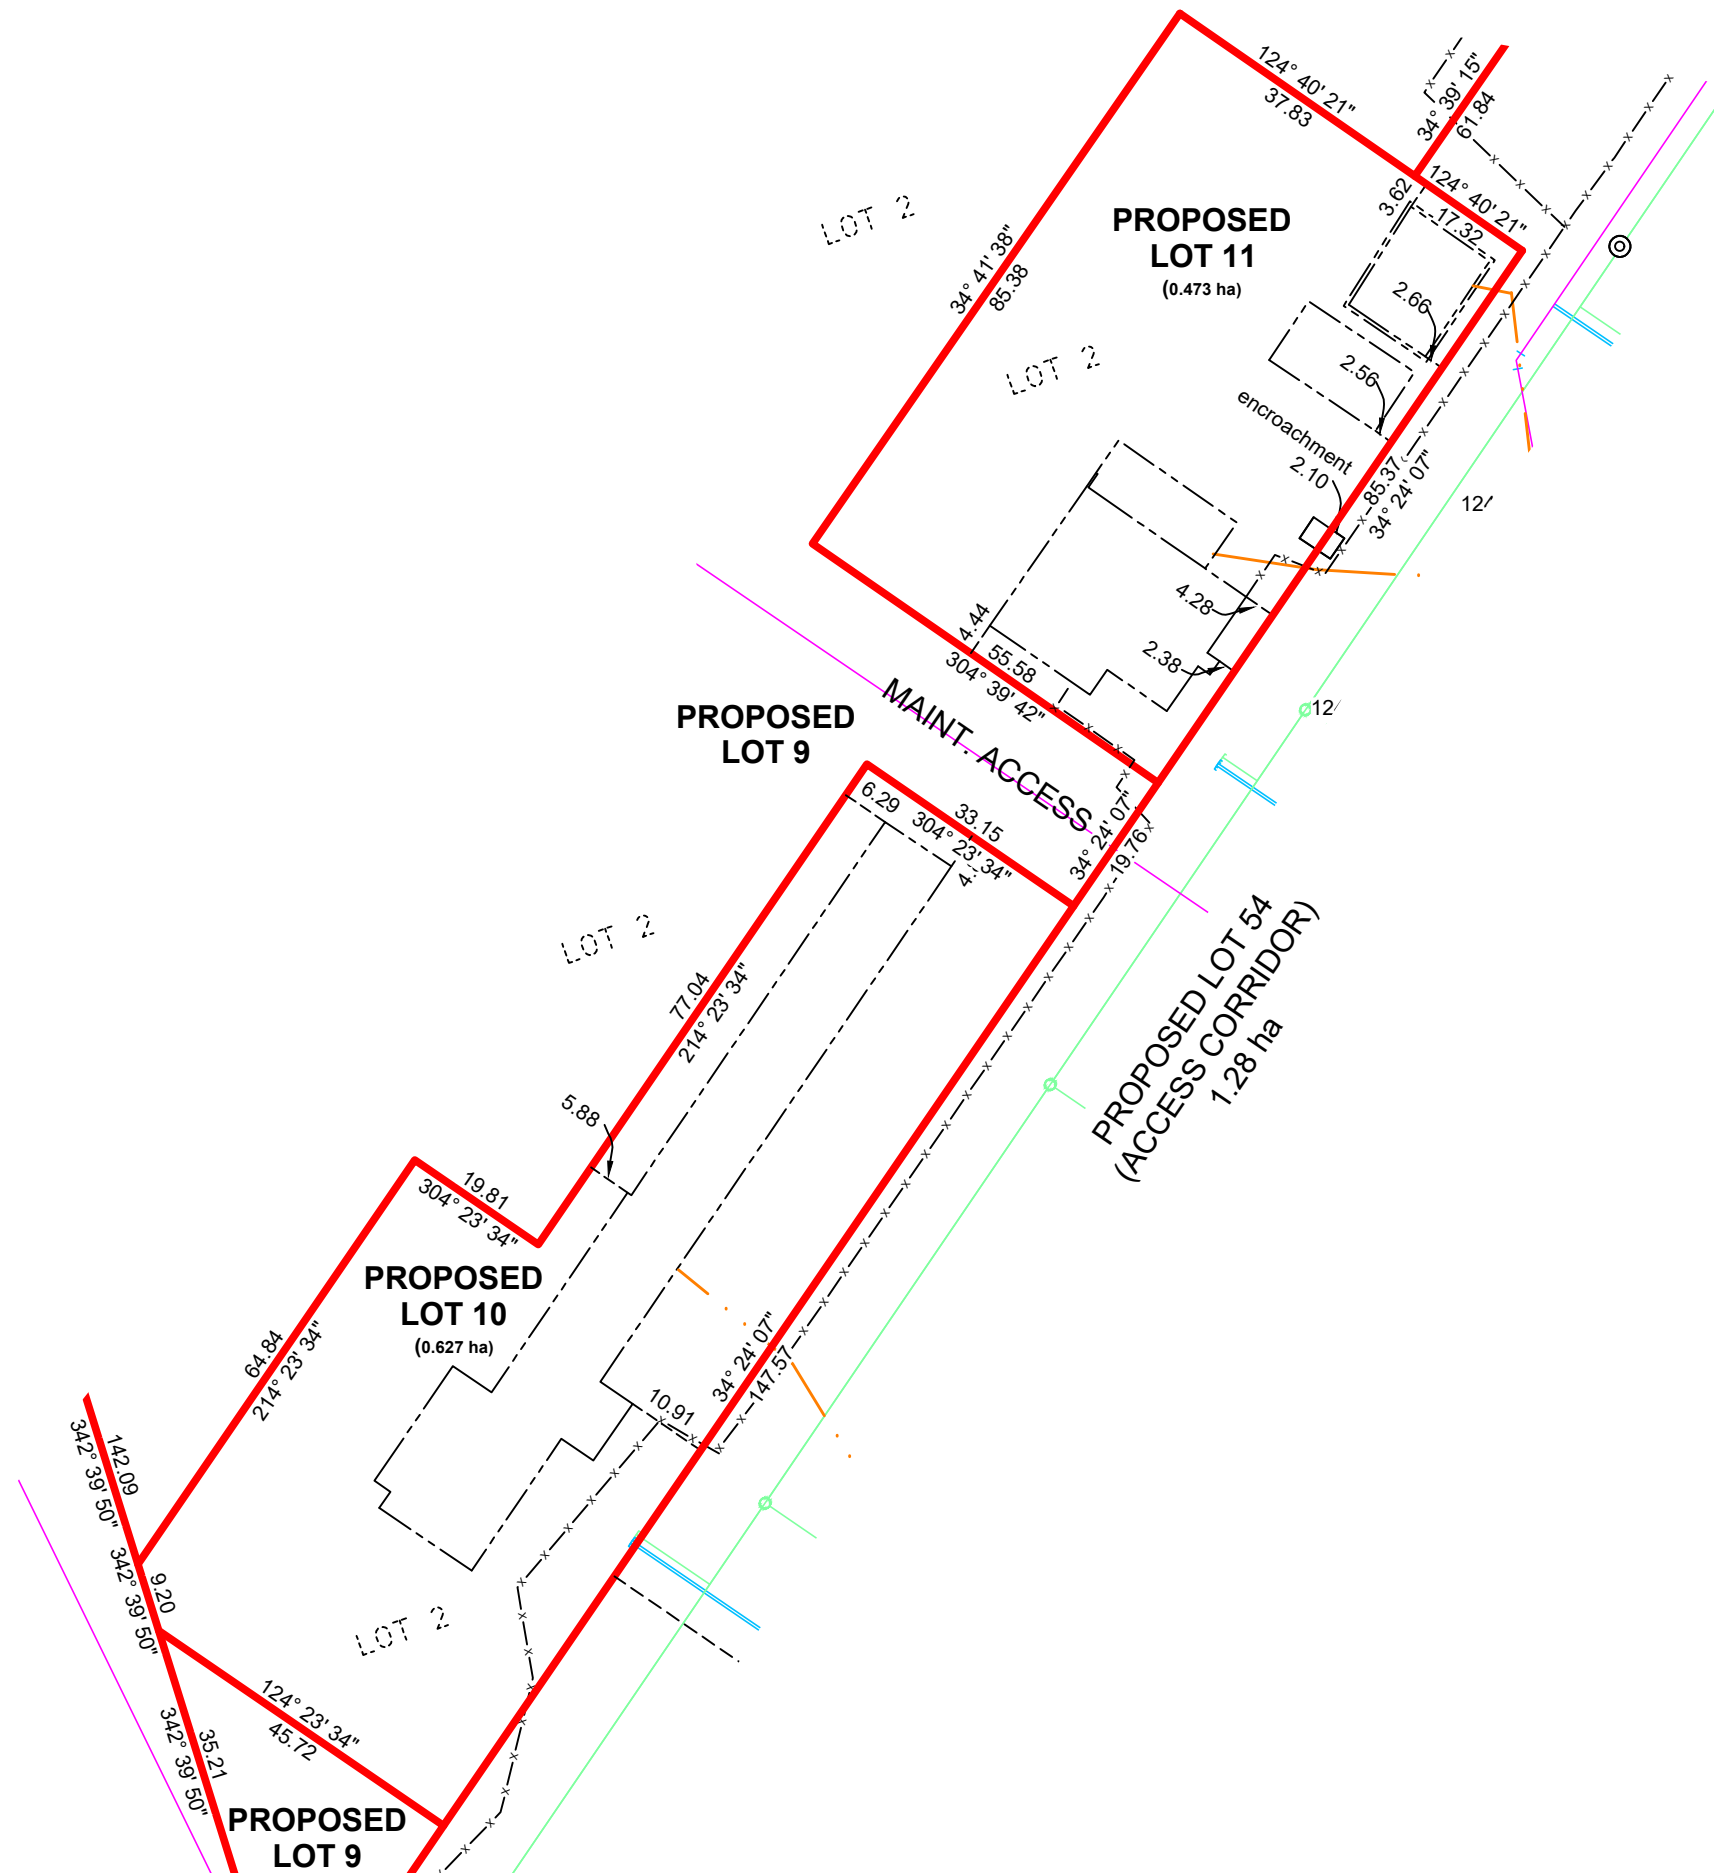 124° 40' 21"
37.83
34° 39' 15"
61.84
124° 40' 21"
17.32
3.62
LOT 2
PROPOSED
LOT 11
(0.473 ha)
34° 41' 38"
85.38
2.66
2.56
LOT 2
encroachment
2.10
85.37
34° 24' 07"
12
4.28
4.44
2.38
55.58
304° 39' 42"
12
MAINT. ACCESS
PROPOSED
LOT 9
6.29
33.15
304° 23' 34"
4.
34° 24' 07"
19.76
LOT 2
PROPOSED LOT 54
(ACCESS CORRIDOR)
1.28 ha
77.04
214° 23' 34"
5.88
19.81
304° 23' 34"
PROPOSED
LOT 10
(0.627 ha)
64.84
214° 23' 34"
34° 24' 07"
147.57
10.91
142.09
342° 39' 50"
9.20
342° 39' 50"
LOT 2
124° 23' 34"
45.72
35.21
342° 39' 50"
PROPOSED
LOT 9